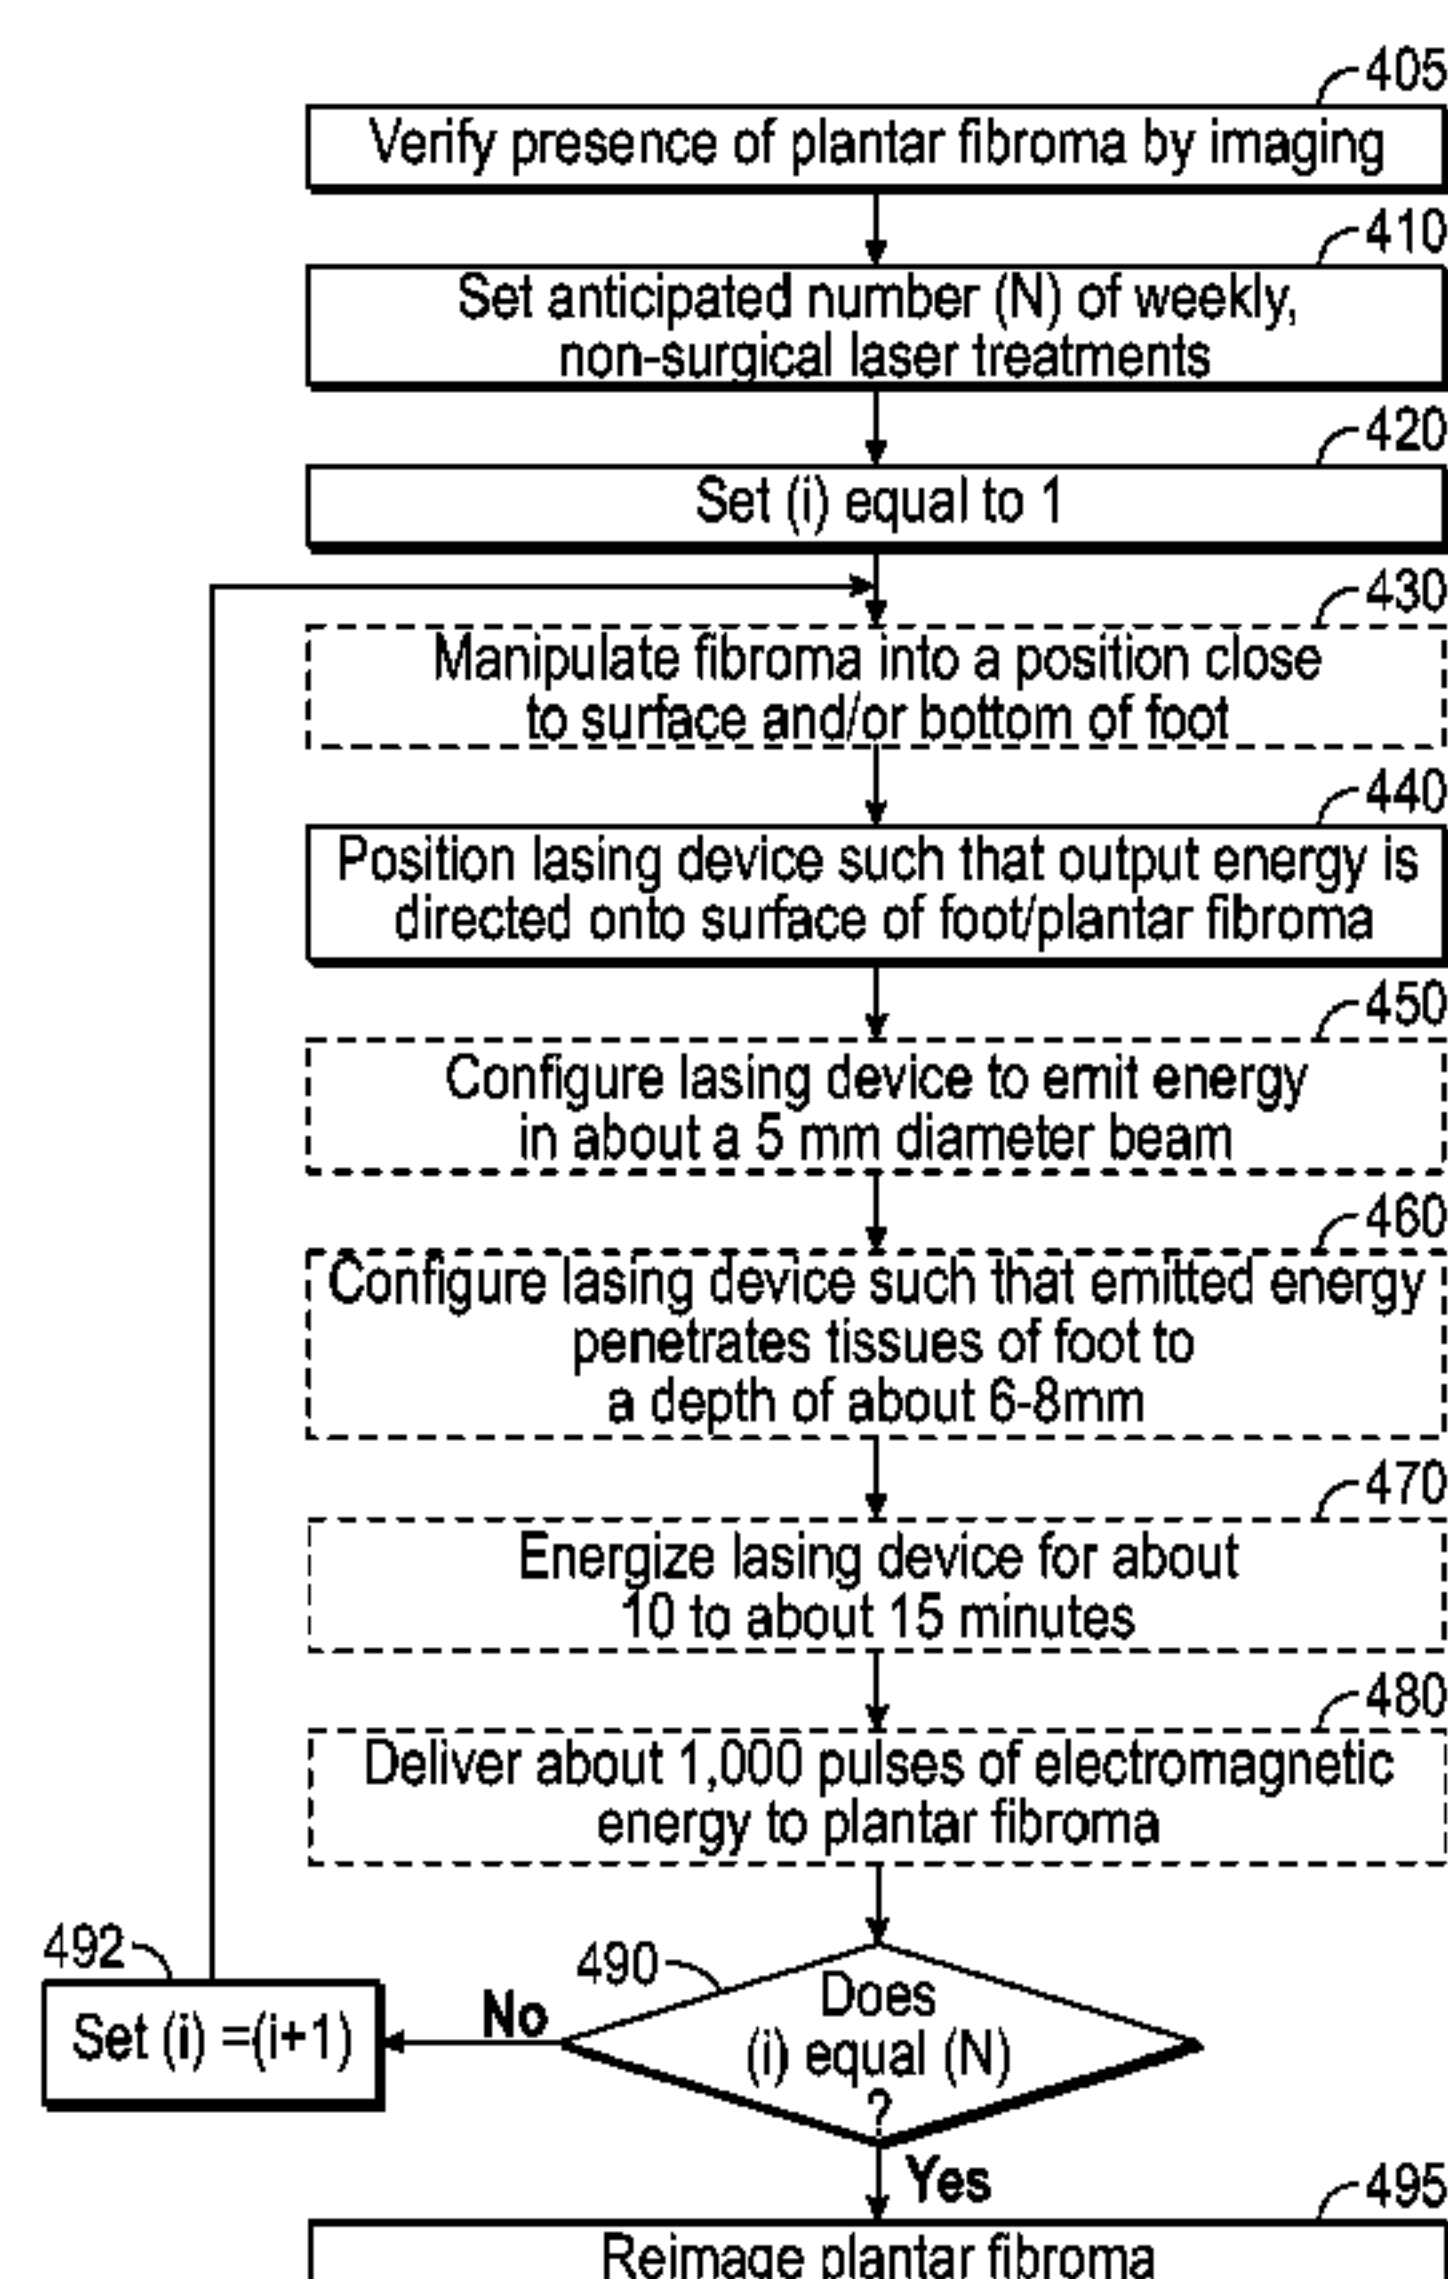 405
Verify presence of plantar fibroma by imaging
410
Set anticipated number (N) of weekly,
non-surgical laser treatments
420
Set (i) equal to 1
430
Manipulate fibroma into a position close
to surface and/or bottom of foot
440
Position lasing device such that output energy is
directed onto surface of foot/plantar fibroma
450
Configure lasing device to emit energy
in about a 5 mm diameter beam
460
Configure lasing device such that emitted energy
penetrates tissues of foot to
a depth of about 6-8mm
470
Energize lasing device for about
10 to about 15 minutes
480
Deliver about 1,000 pulses of electromagnetic
energy to plantar fibroma
490
Does
(i) equal (N)
?
No
492
Set (i) =(i+1)
Yes
495
Reimage plantar fibroma